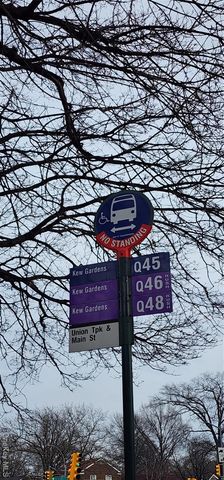 NO STANDING
Kew Gardens Q45
Kew Gardens Q46
Kew Gardens Q48
Union Tpk &
Main St